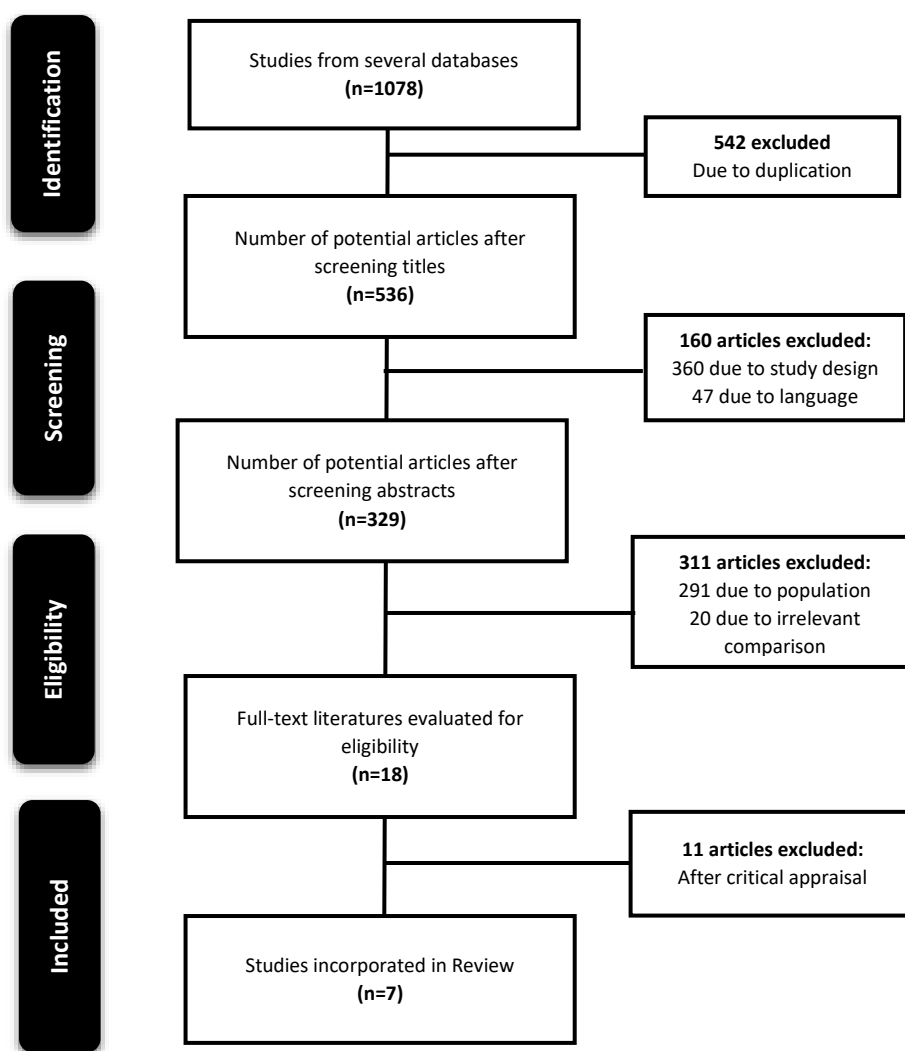 Identification
Studies from several databases
(n=1078)
542 excluded
Due to duplication
Number of potential articles after
screening titles
(n=536)
Screening
160 articles excluded:
360 due to study design
47 due to language
Number of potential articles after
screening abstracts
(n=329)
Eligibility
311 articles excluded:
291 due to population
20 due to irrelevant
comparison
Full-text literatures evaluated for
eligibility
(n=18)
Included
11 articles excluded:
After critical appraisal
Studies incorporated in Review
(n=7)